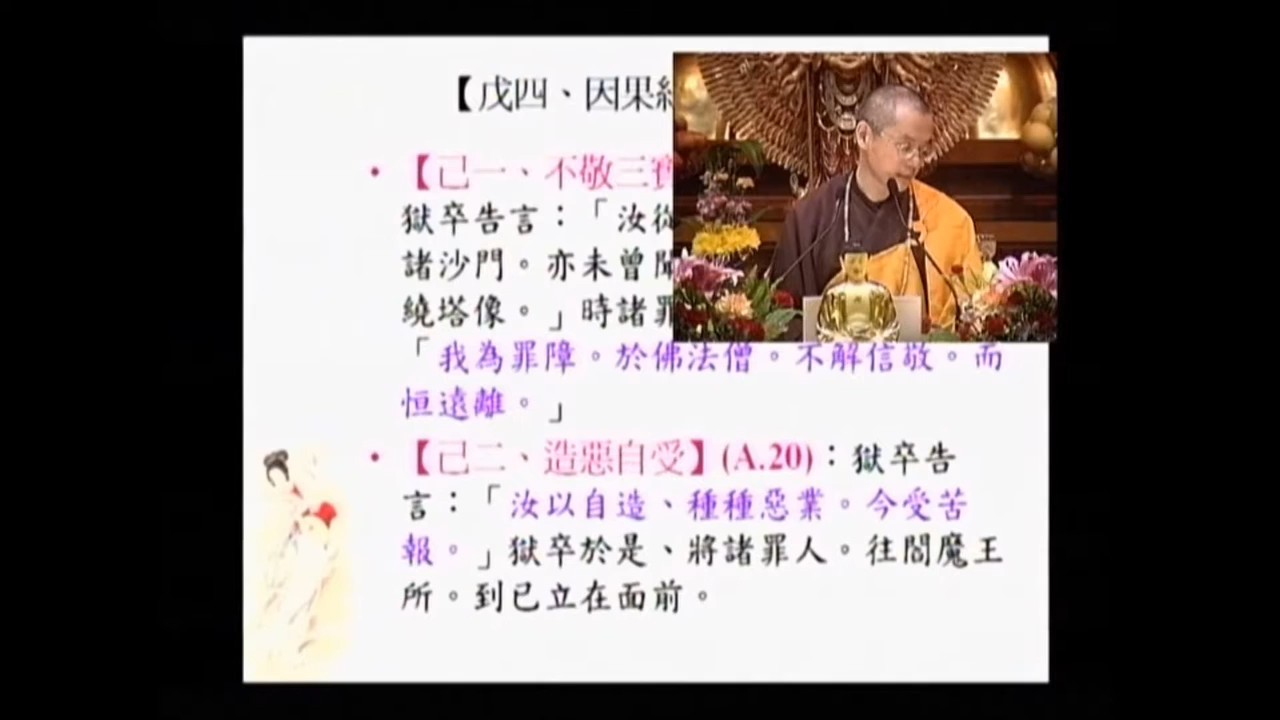 【戊四、因果
• 【己一、不敬三寶
獄卒告言：「汝從
諸沙門。亦未曾聞
繞塔像。」時諸罪
「我為罪障。於佛法僧。不解信敬。而
恒遠離。」
• 【己二、造惡自受】(A.20)：獄卒告
言：「汝以自造、種種惡業。今受苦
報。」獄卒於是、將諸罪人。往閻魔王
所。到已立在面前。